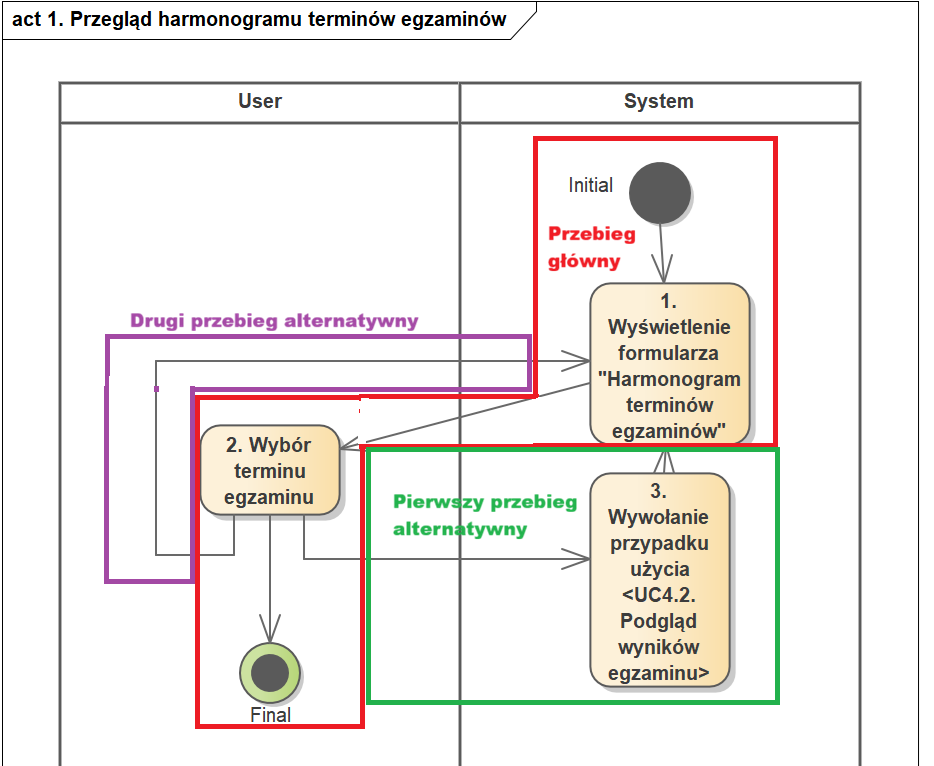 act 1. Przegląd harmonogramu terminów egzaminów
User
System
Initial
Przebieg
główny
1.
Wyświetlenie
formularza
"Harmonogram
terminów
egzaminów"
Drugi przebieg alternatywny
2. Wybór
terminu
egzaminu
Pierwszy przebieg
alternatywny
3.
Wywołanie
przypadku
użycia
<UC4.2.
Podgląd
wyników
egzaminu>
Final